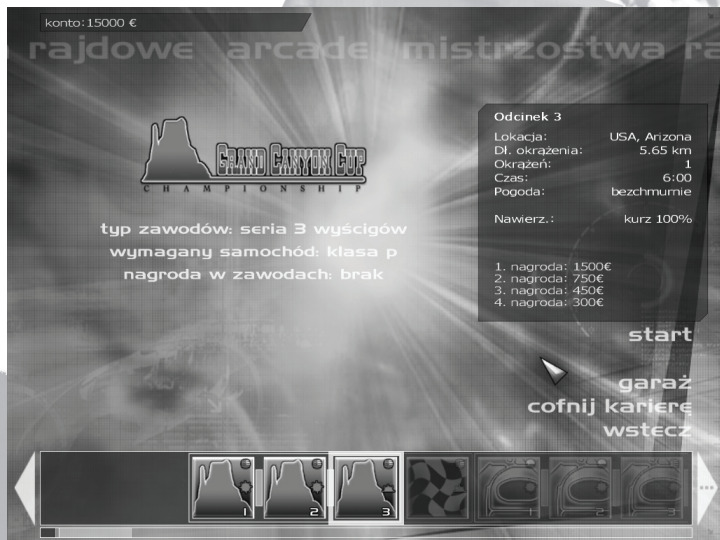 konto: 15000 €
rajdowe arcade mistrzostwa ra
GRAND CANYON CUP
CHAMPIONSHIP
typ zawodów: seria 3 wyścigów
wymagany samochód: klasa p
nagroda w zawodach: brak
Odcinek 3
Lokacja: USA, Arizona
Dł. okrążenia: 5.65 km
Okrążeń: 1
Czas: 6:00
Pogoda: bezchmurnie
Nawierz.: kurz 100%
1. nagroda: 1500€
2. nagroda: 750€
3. nagroda: 450€
4. nagroda: 300€
start
garaż
cofnij karierę
wstecz
1 2 3 1 2 3